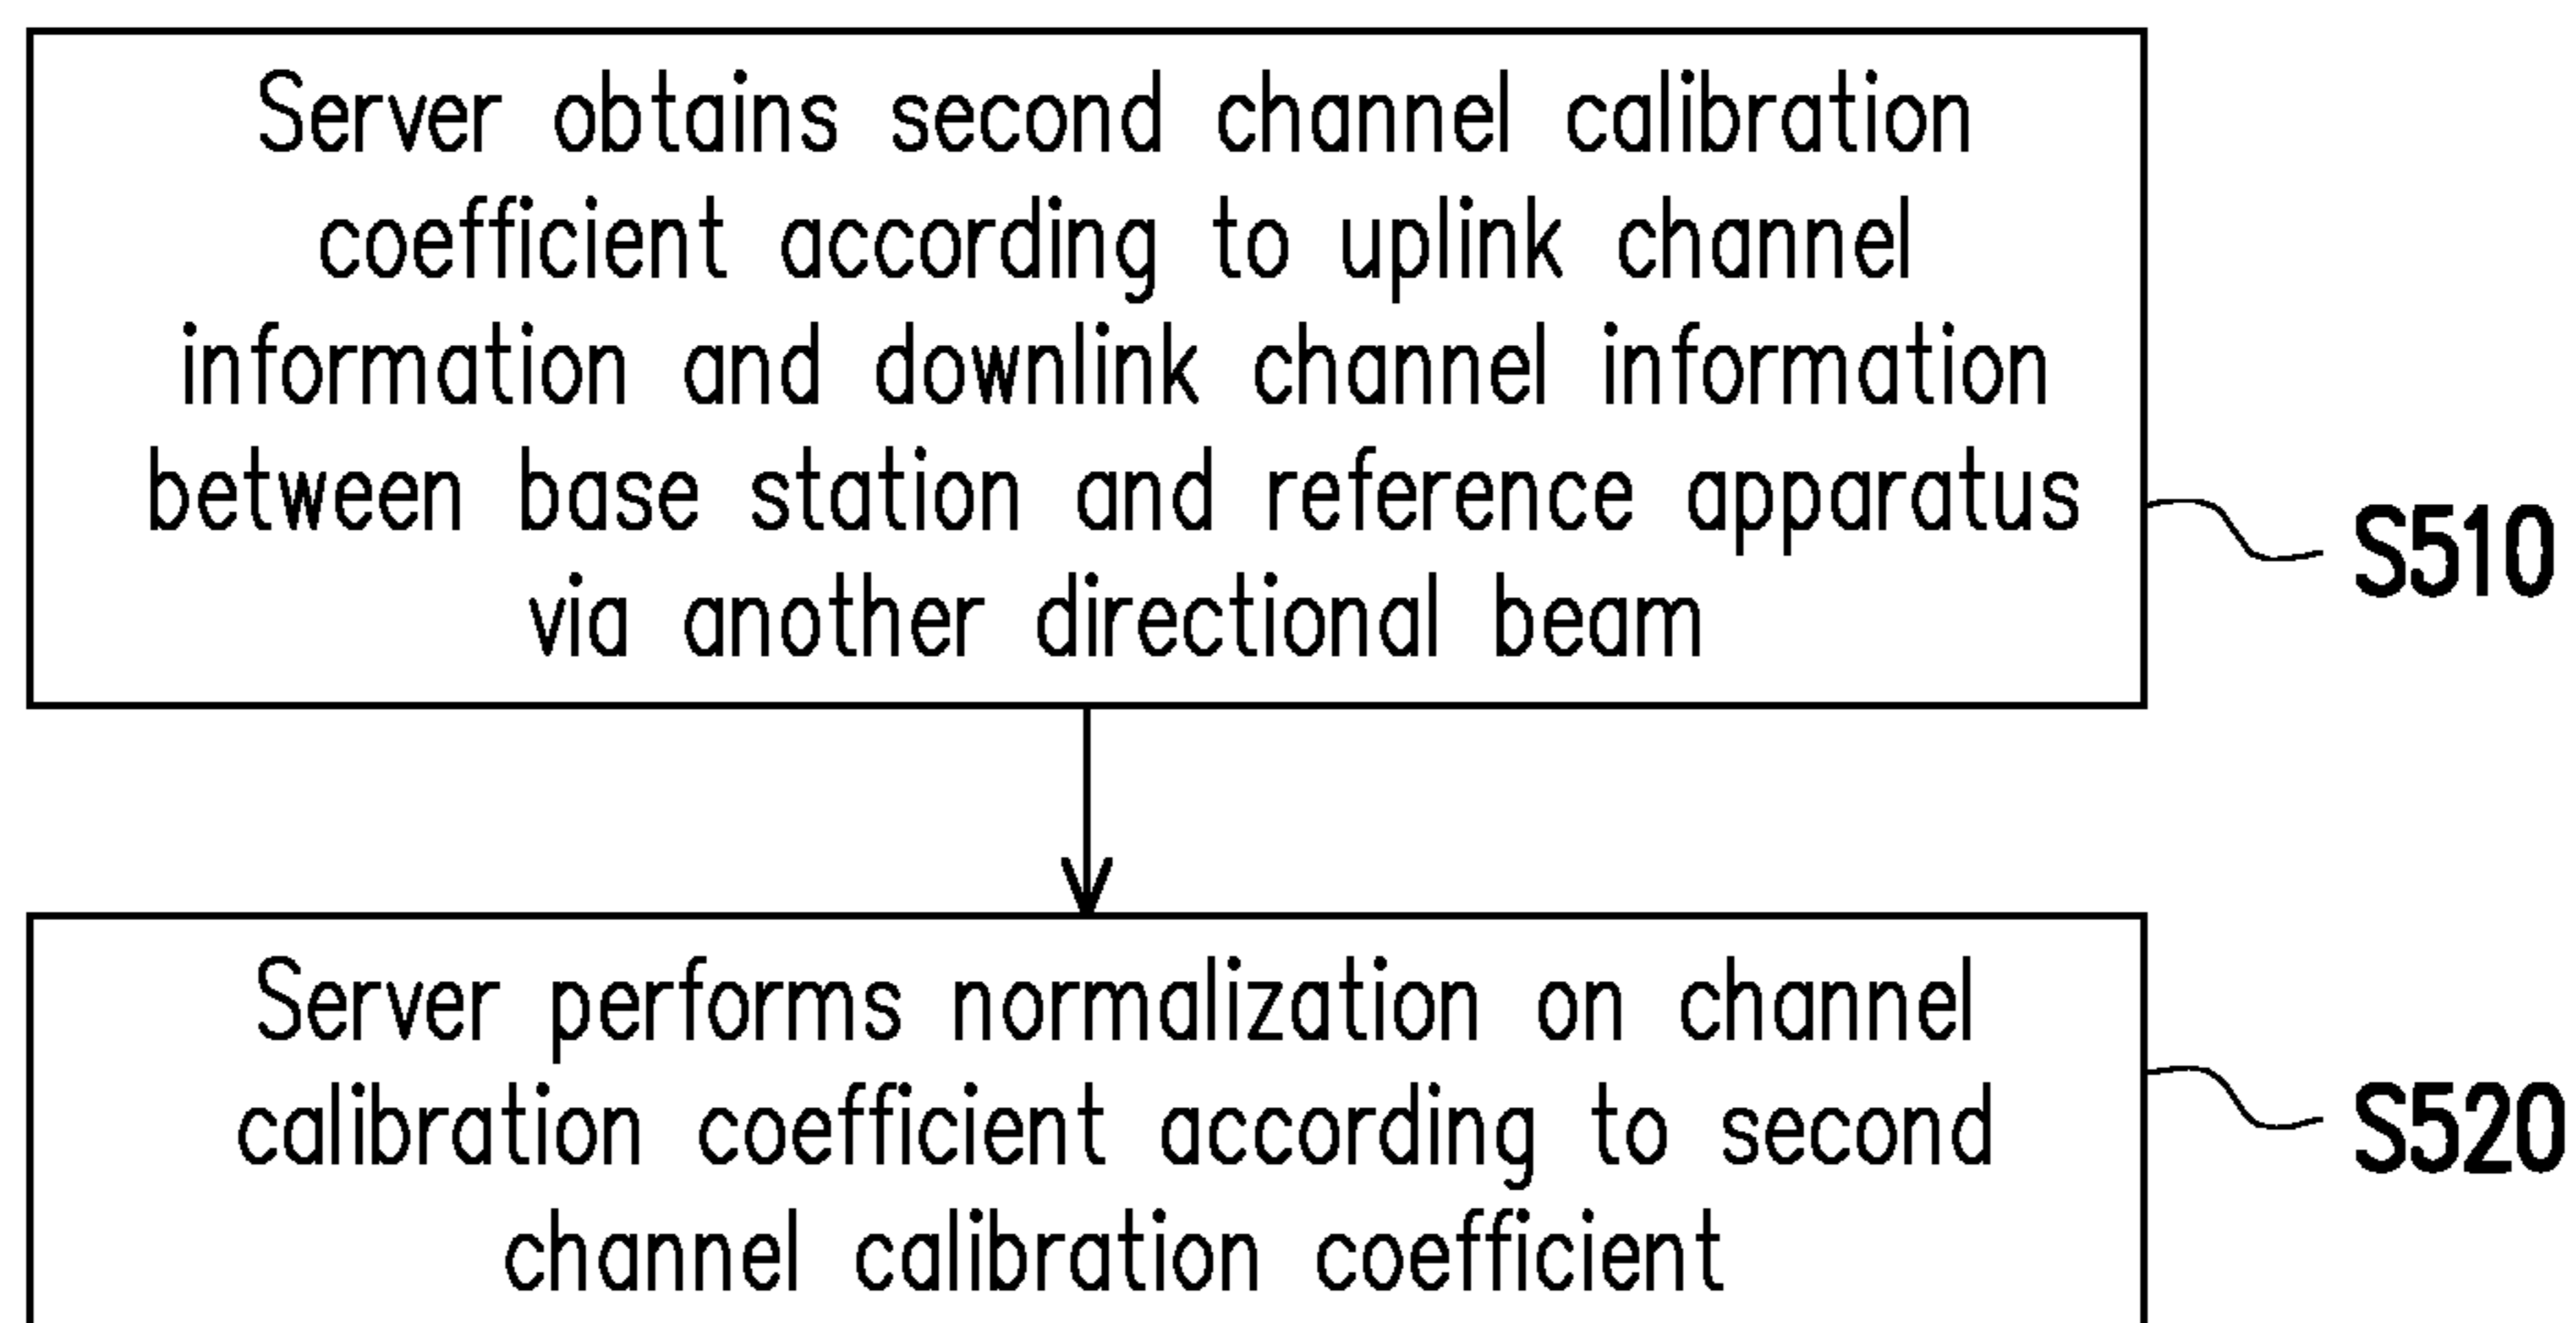 Server obtains second channel calibration
coefficient according to uplink channel
information and downlink channel information
between base station and reference apparatus
via another directional beam
S510
Server performs normalization on channel
calibration coefficient according to second
channel calibration coefficient
S520